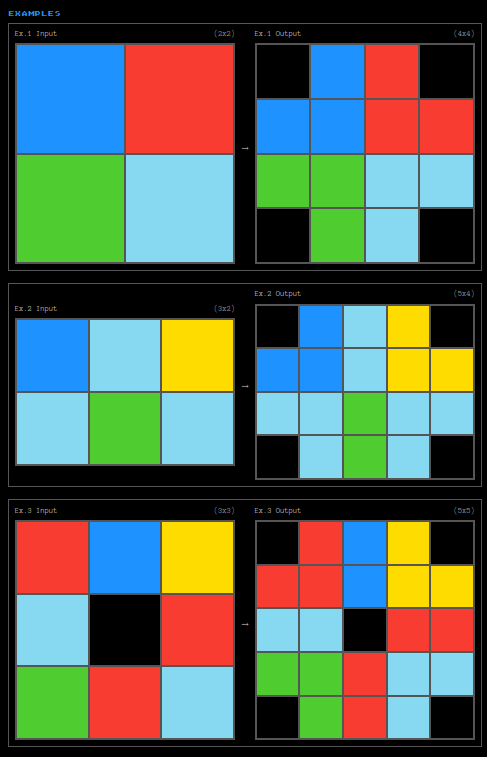 EXAMPLES
Ex.1 Input (2x2) Ex.1 Output (4x4)
→
Ex.2 Input (3x2) Ex.2 Output (5x4)
→
Ex.3 Input (3x3) Ex.3 Output (5x5)
→